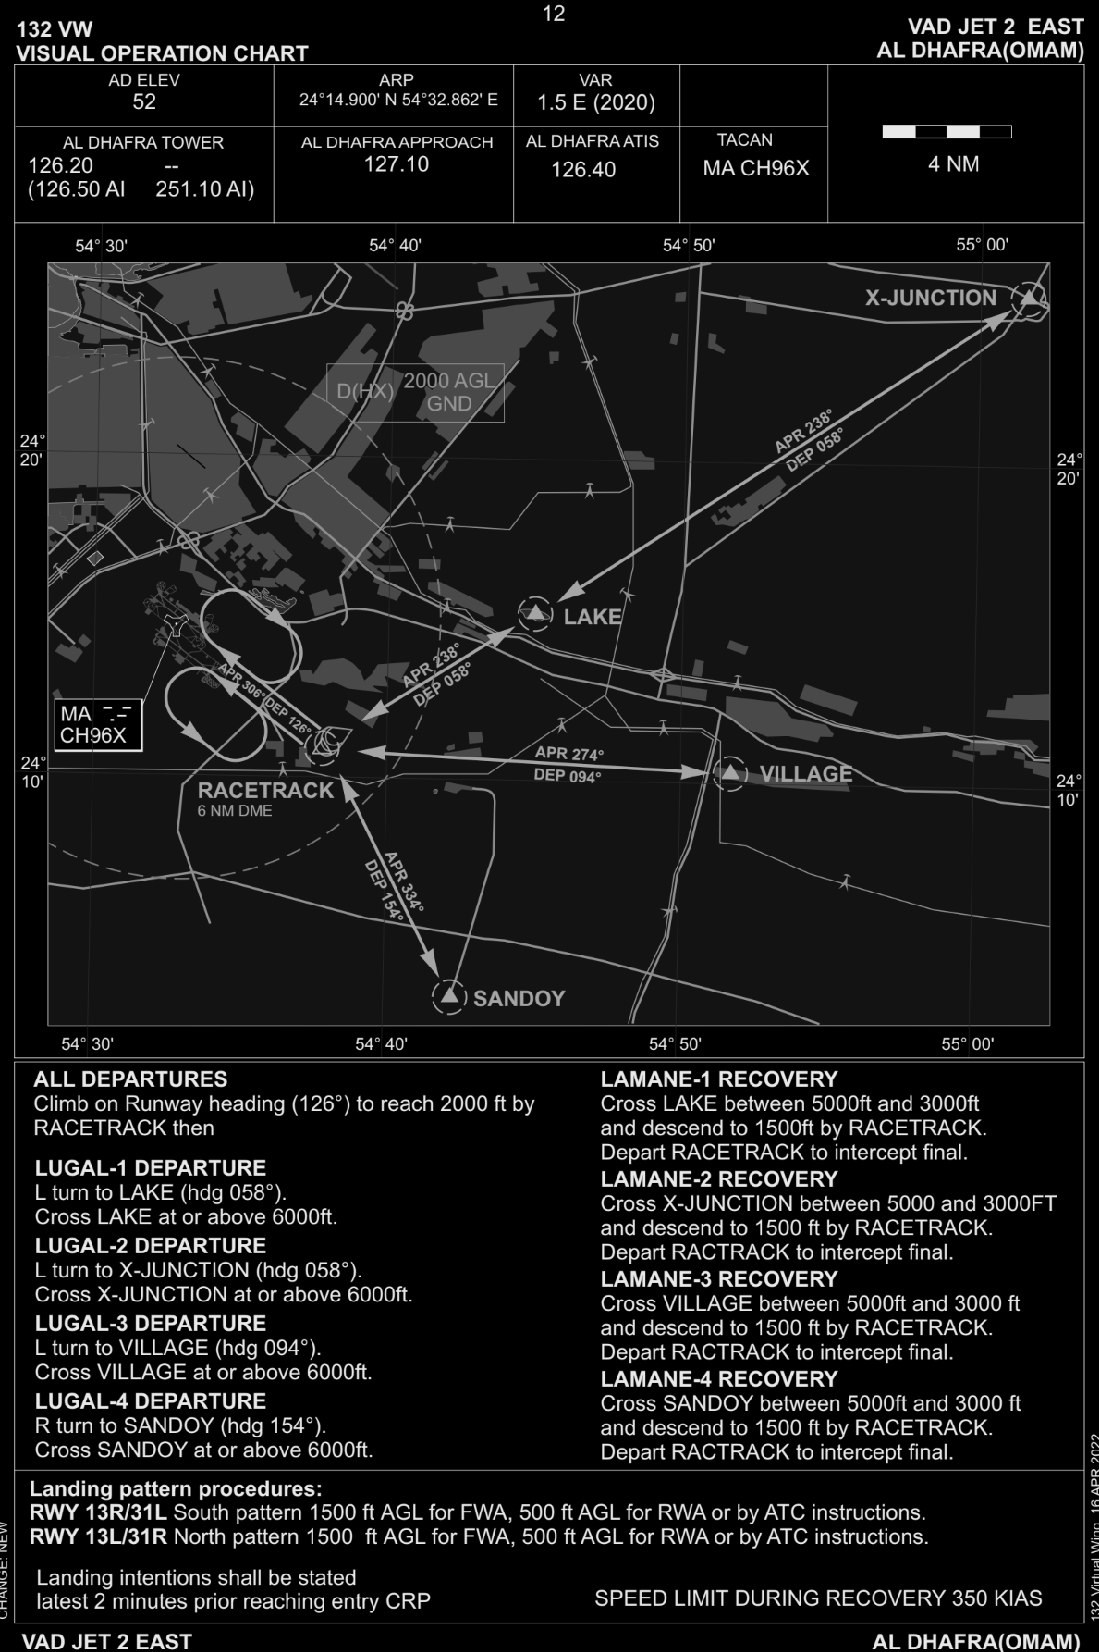 12
132 VW
VISUAL OPERATION CHART
VAD JET 2 EAST
AL DHAFRA(OMAM)
AD ELEV
52
ARP
24°14.900' N 54°32.862' E
VAR
1.5 E (2020)
AL DHAFRA TOWER
126.20 --
(126.50 AI 251.10 AI)
AL DHAFRA APPROACH
127.10
AL DHAFRA ATIS
126.40
TACAN
MA CH96X
4 NM
54° 30' 54° 40' 54° 50' 55° 00'
X-JUNCTION
D(HX) 2000 AGL
GND
24°
20'
24°
20'
APR 238°
DEP 058°
LAKE
APR 238°
DEP 058°
APR 306° DEP 126°
MA -- .-
CH96X
APR 274°
DEP 094°
VILLAGE
24°
10'
24°
10'
RACETRACK
6 NM DME
APR 334°
DEP 154°
SANDOY
54° 30' 54° 40' 54° 50' 55° 00'
ALL DEPARTURES
Climb on Runway heading (126°) to reach 2000 ft by
RACETRACK then
LUGAL-1 DEPARTURE
L turn to LAKE (hdg 058°).
Cross LAKE at or above 6000ft.
LUGAL-2 DEPARTURE
L turn to X-JUNCTION (hdg 058°).
Cross X-JUNCTION at or above 6000ft.
LUGAL-3 DEPARTURE
L turn to VILLAGE (hdg 094°).
Cross VILLAGE at or above 6000ft.
LUGAL-4 DEPARTURE
R turn to SANDOY (hdg 154°).
Cross SANDOY at or above 6000ft.
LAMANE-1 RECOVERY
Cross LAKE between 5000ft and 3000ft
and descend to 1500ft by RACETRACK.
Depart RACETRACK to intercept final.
LAMANE-2 RECOVERY
Cross X-JUNCTION between 5000 and 3000FT
and descend to 1500 ft by RACETRACK.
Depart RACTRACK to intercept final.
LAMANE-3 RECOVERY
Cross VILLAGE between 5000ft and 3000 ft
and descend to 1500 ft by RACETRACK.
Depart RACTRACK to intercept final.
LAMANE-4 RECOVERY
Cross SANDOY between 5000ft and 3000 ft
and descend to 1500 ft by RACETRACK.
Depart RACTRACK to intercept final.
Landing pattern procedures:
RWY 13R/31L South pattern 1500 ft AGL for FWA, 500 ft AGL for RWA or by ATC instructions.
RWY 13L/31R North pattern 1500 ft AGL for FWA, 500 ft AGL for RWA or by ATC instructions.
Landing intentions shall be stated
latest 2 minutes prior reaching entry CRP
SPEED LIMIT DURING RECOVERY 350 KIAS
CHANGE: NEW
132 Virtual Wing 16 APR 2022
VAD JET 2 EAST
AL DHAFRA(OMAM)